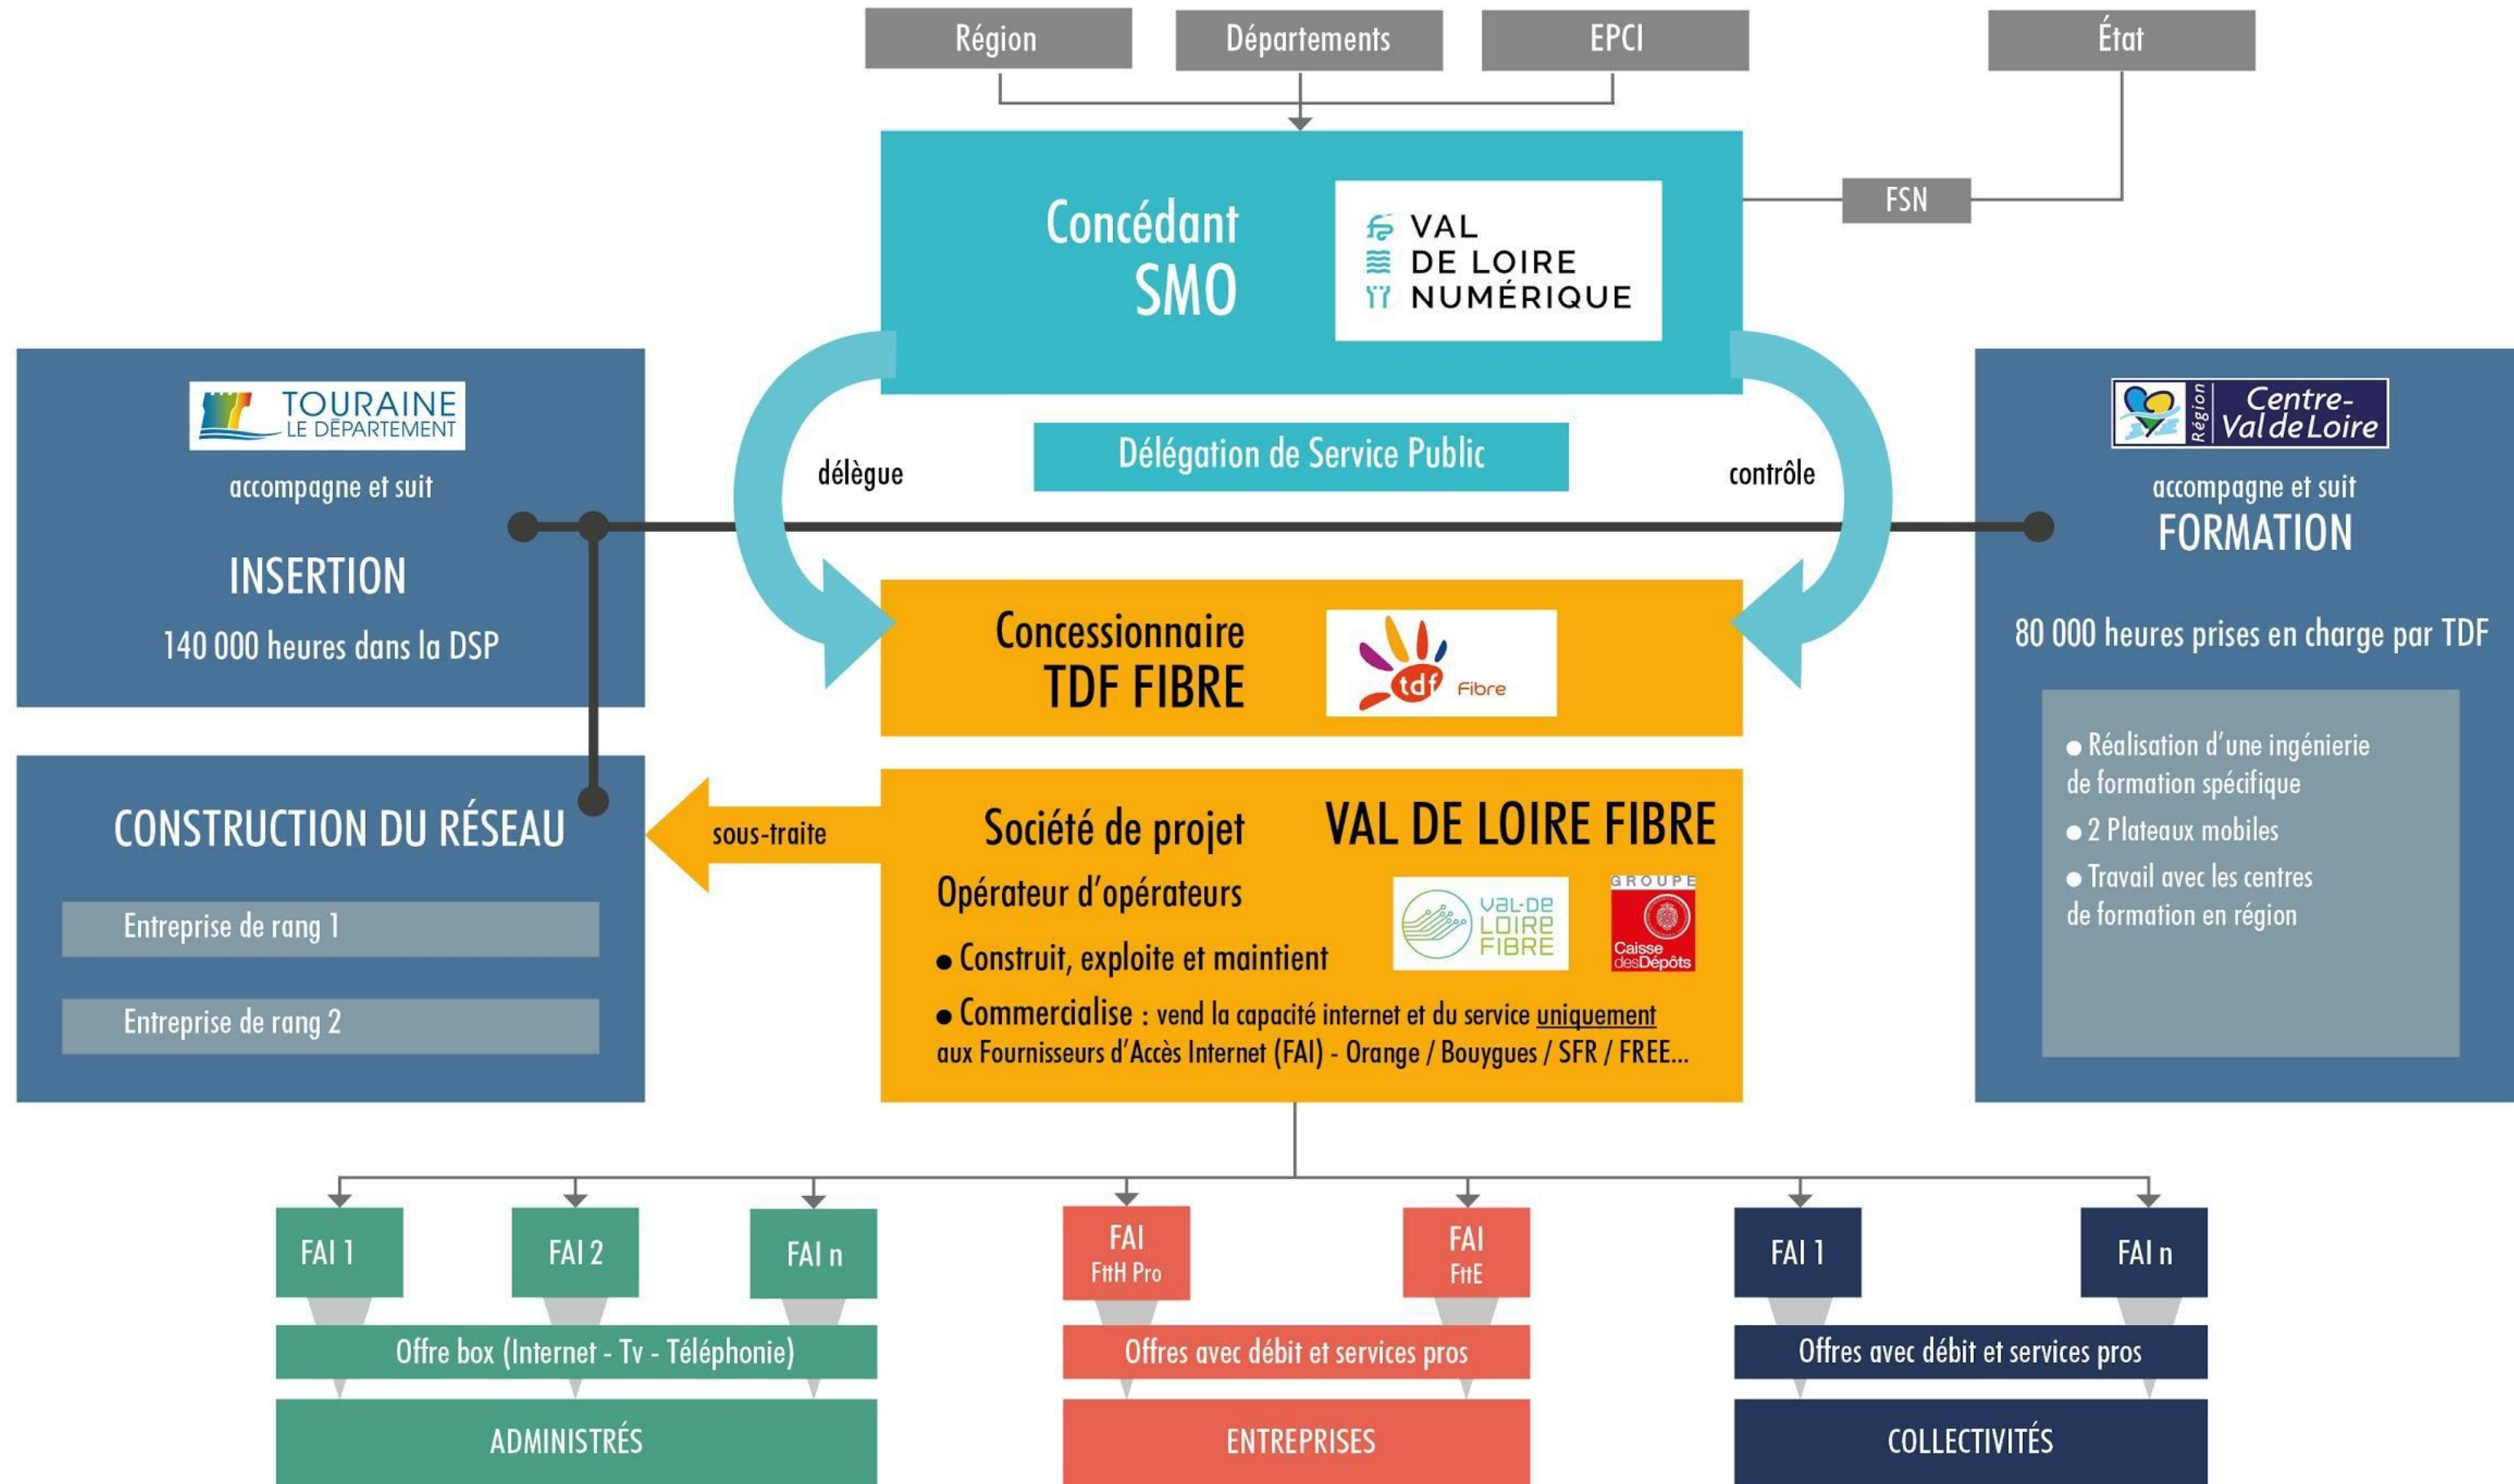 Région
Départements
EPCI
État
FSN
Concédant
SMO
VAL
DE LOIRE
NUMÉRIQUE
TOURAINE
LE DÉPARTEMENT
accompagne et suit
INSERTION
140 000 heures dans la DSP
délègue
Délégation de Service Public
contrôle
Région
Centre-
Val de Loire
accompagne et suit
FORMATION
80 000 heures prises en charge par TDF
● Réalisation d'une ingénierie
de formation spécifique
● 2 Plateaux mobiles
● Travail avec les centres
de formation en région
Concessionnaire
TDF FIBRE
tdf Fibre
CONSTRUCTION DU RÉSEAU
Entreprise de rang 1
Entreprise de rang 2
sous-traite
Société de projet
VAL DE LOIRE FIBRE
Opérateur d'opérateurs
VAL-DE
LOIRE
FIBRE
GROUPE
Caisse
desDépôts
● Construit, exploite et maintient
● Commercialise : vend la capacité internet et du service uniquement
aux Fournisseurs d'Accès Internet (FAI) - Orange / Bouygues / SFR / FREE...
FAI 1
FAI 2
FAI n
Offre box (Internet - Tv - Téléphonie)
ADMINISTRÉS
FAI
FttH Pro
FAI
FttE
Offres avec débit et services pros
ENTREPRISES
FAI 1
FAI n
Offres avec débit et services pros
COLLECTIVITÉS